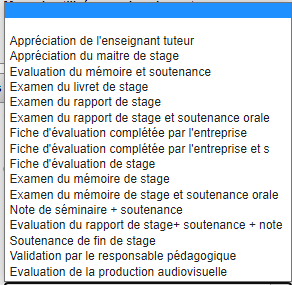 Appréciation de l'enseignant tuteur
Appréciation du maitre de stage
Evaluation du mémoire et soutenance
Examen du livret de stage
Examen du rapport de stage
Examen du rapport de stage et soutenance orale
Fiche d'évaluation complétée par l'entreprise
Fiche d'évaluation complétée par l'entreprise et s
Fiche d'évaluation de stage
Examen du mémoire de stage
Examen du mémoire de stage et soutenance orale
Note de séminaire + soutenance
Evaluation du rapport de stage+ soutenance + note
Soutenance de fin de stage
Validation par le responsable pédagogique
Evaluation de la production audiovisuelle